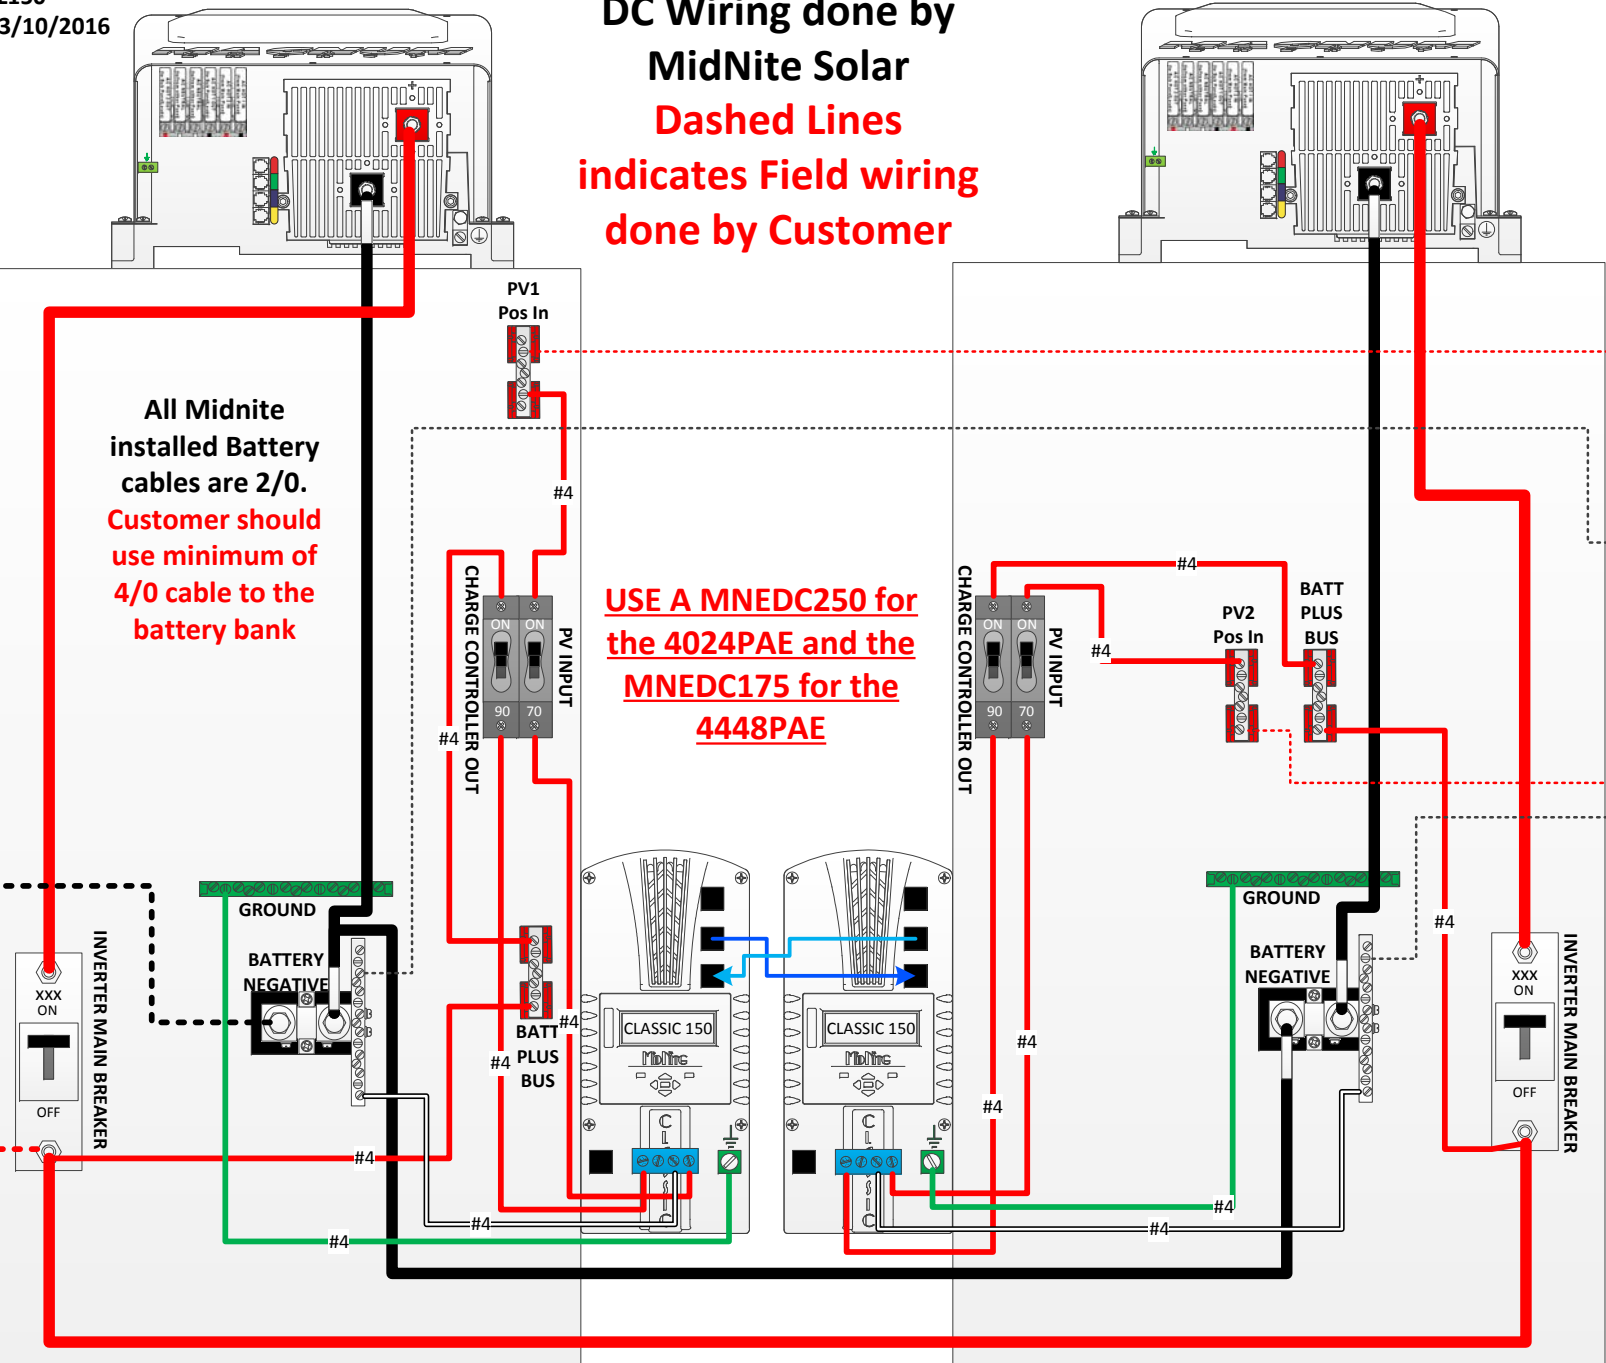 3/10/2016
DC Wiring done by
MidNite Solar
Dashed Lines
indicates Field wiring
done by Customer
PV1
Pos In
All Midnite
installed Battery
cables are 2/0.
Customer should
use minimum of
4/0 cable to the
battery bank
#4
USE A MNEDC250 for
the 4024PAE and the
MNEDC175 for the
4448PAE
CHARGE CONTROLLER OUT
ON
ON
90
70
PV INPUT
#4
CHARGE CONTROLLER OUT
ON
ON
90
70
PV INPUT
#4
#4
PV2
Pos In
BATT
PLUS
BUS
GROUND
BATTERY
NEGATIVE
INVERTER MAIN BREAKER
XXX
ON
OFF
BATT
PLUS
BUS
#4
#4
#4
#4
#4
CLASSIC 150
MidNite
CLASSIC 150
MidNite
#4
#4
#4
#4
#4
GROUND
BATTERY
NEGATIVE
XXX
ON
OFF
INVERTER MAIN BREAKER